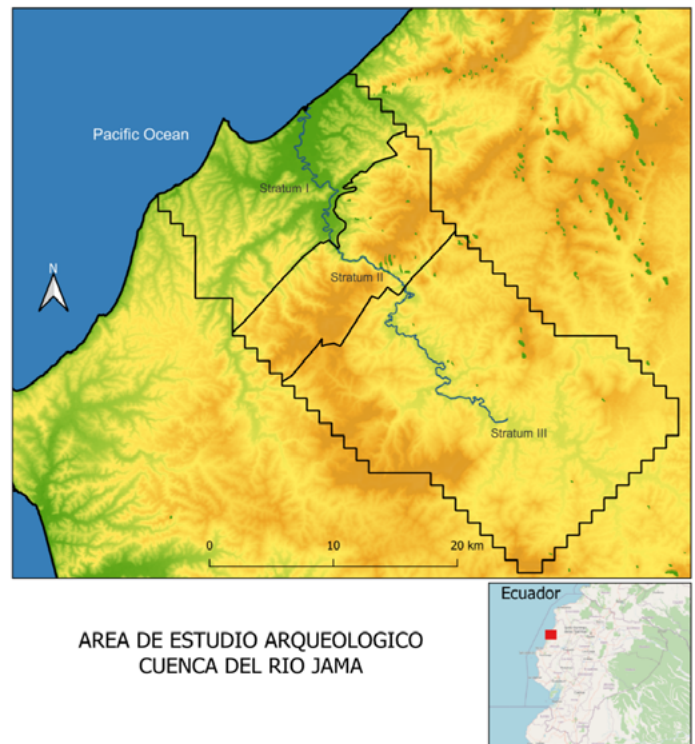 Pacific Ocean
Stratum I
N
Stratum II
Stratum III
0 10 20 km
Ecuador
AREA DE ESTUDIO ARQUEOLOGICO
CUENCA DEL RIO JAMA